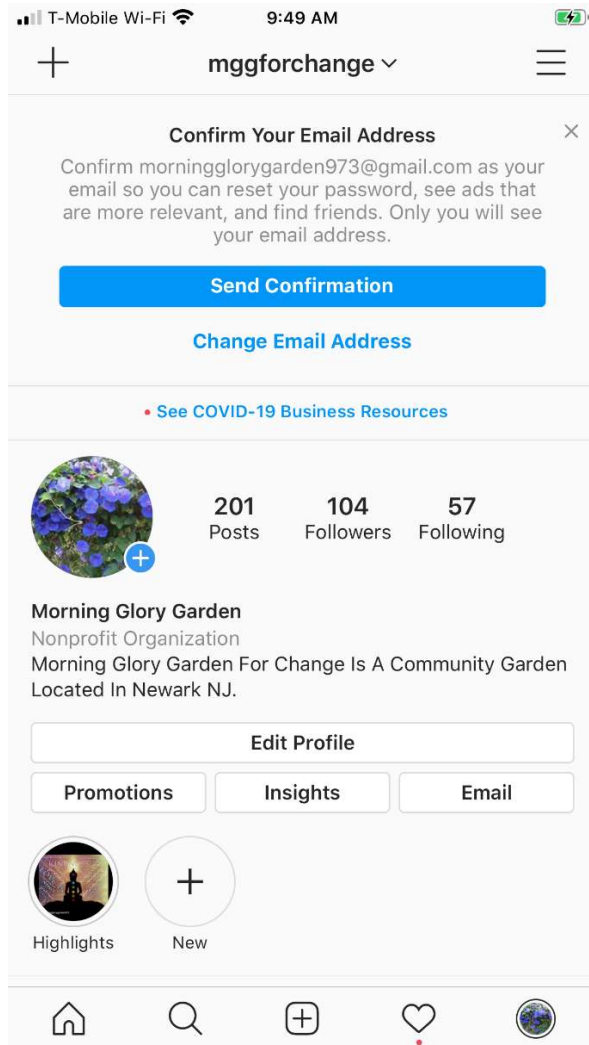 T-Mobile Wi-Fi 9:49 AM
mggforchange
Confirm Your Email Address
Confirm morningglorygarden973@gmail.com as your
email so you can reset your password, see ads that
are more relevant, and find friends. Only you will see
your email address.
Send Confirmation
Change Email Address
• See COVID-19 Business Resources
201 104 57
Posts Followers Following
Morning Glory Garden
Nonprofit Organization
Morning Glory Garden For Change Is A Community Garden
Located In Newark NJ.
Edit Profile
Promotions Insights Email
Highlights New